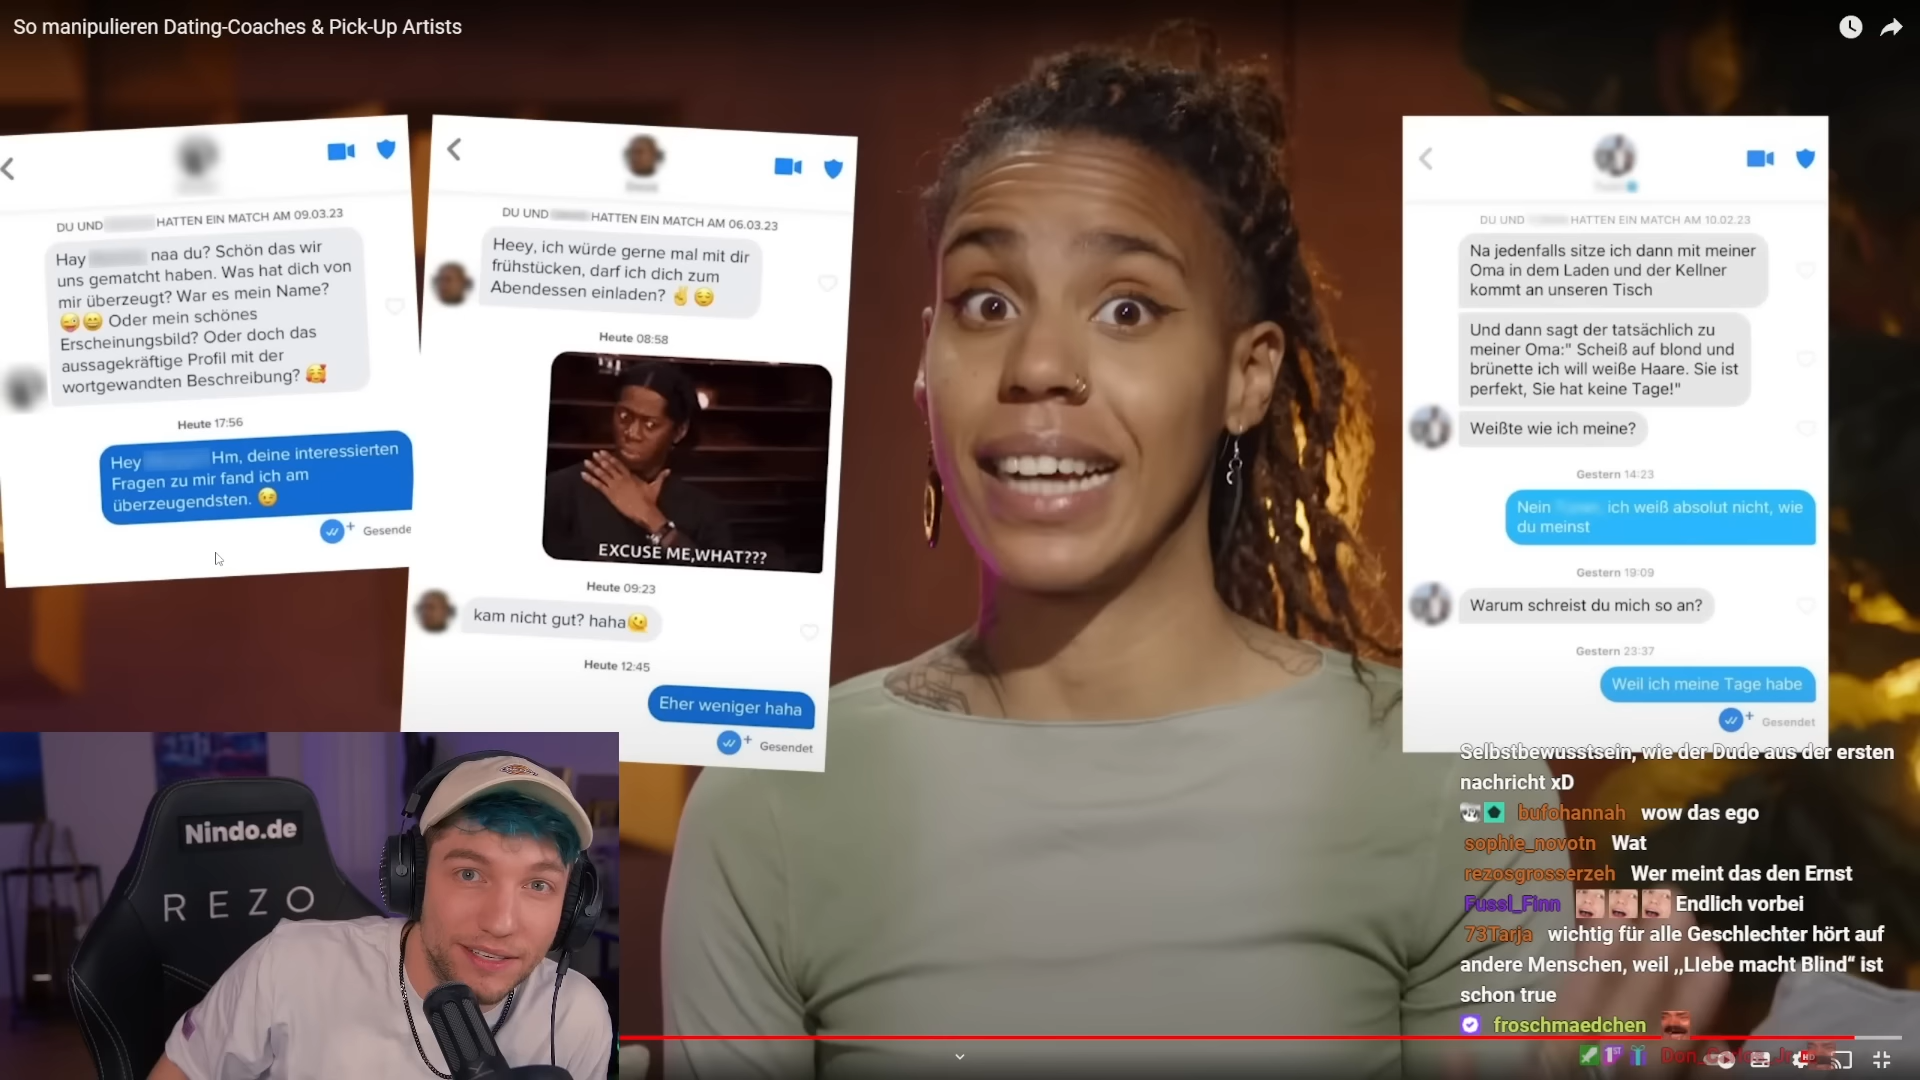 So manipulieren Dating-Coaches & Pick-Up Artists
DU UND HATTEN EIN MATCH AM 09.03.23
Hay naa du? Schön das wir
uns gematcht haben. Was hat dich von
mir überzeugt? War es mein Name?
😜😄 Oder mein schönes
Erscheinungsbild? Oder doch das
aussagekräftige Profil mit der
wortgewandten Beschreibung? 🥰
Heute 17:56
Hey Hm, deine interessierten
Fragen zu mir fand ich am
überzeugendsten. 😉
Gesende
DU UND HATTEN EIN MATCH AM 06.03.23
Heey, ich würde gerne mal mit dir
frühstücken, darf ich dich zum
Abendessen einladen? ✌😌
Heute 08:58
EXCUSE ME,WHAT???
Heute 09:23
kam nicht gut? haha🫠
Heute 12:45
Eher weniger haha
Gesendet
DU UND HATTEN EIN MATCH AM 10.02.23
Na jedenfalls sitze ich dann mit meiner
Oma in dem Laden und der Kellner
kommt an unseren Tisch
Und dann sagt der tatsächlich zu
meiner Oma:" Scheiß auf blond und
brünette ich will weiße Haare. Sie ist
perfekt, Sie hat keine Tage!"
Weißte wie ich meine?
Gestern 14:23
Nein ich weiß absolut nicht, wie
du meinst
Gestern 19:09
Warum schreist du mich so an?
Gestern 23:37
Weil ich meine Tage habe
Gesendet
Nindo.de
REZO
Selbstbewusstsein, wie der Dude aus der ersten
nachricht xD
bufohannah wow das ego
sophie_novotn Wat
rezosgrosserzeh Wer meint das den Ernst
Fussl_Finn Endlich vorbei
73Tarja wichtig für alle Geschlechter hört auf
andere Menschen, weil ,,LIebe macht Blind“ ist
schon true
froschmaedchen
1ST
HD